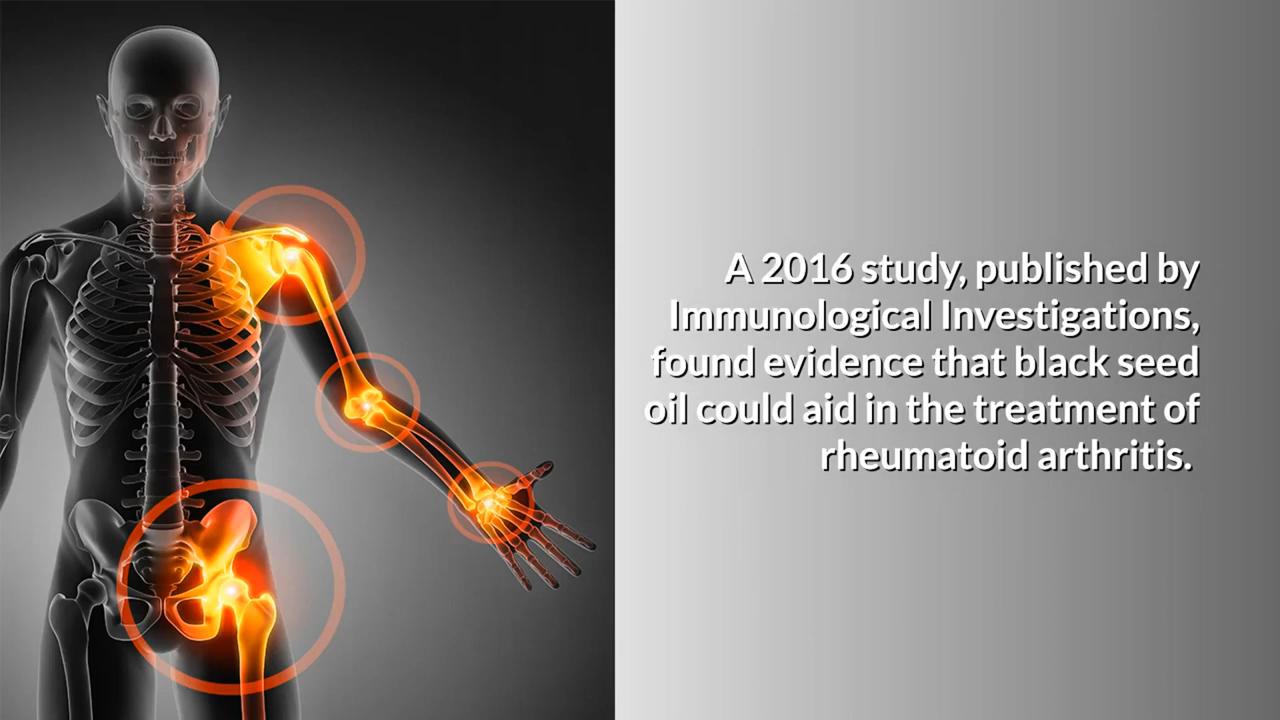 A 2016 study, published by
Immunological Investigations,
found evidence that black seed
oil could aid in the treatment of
rheumatoid arthritis.